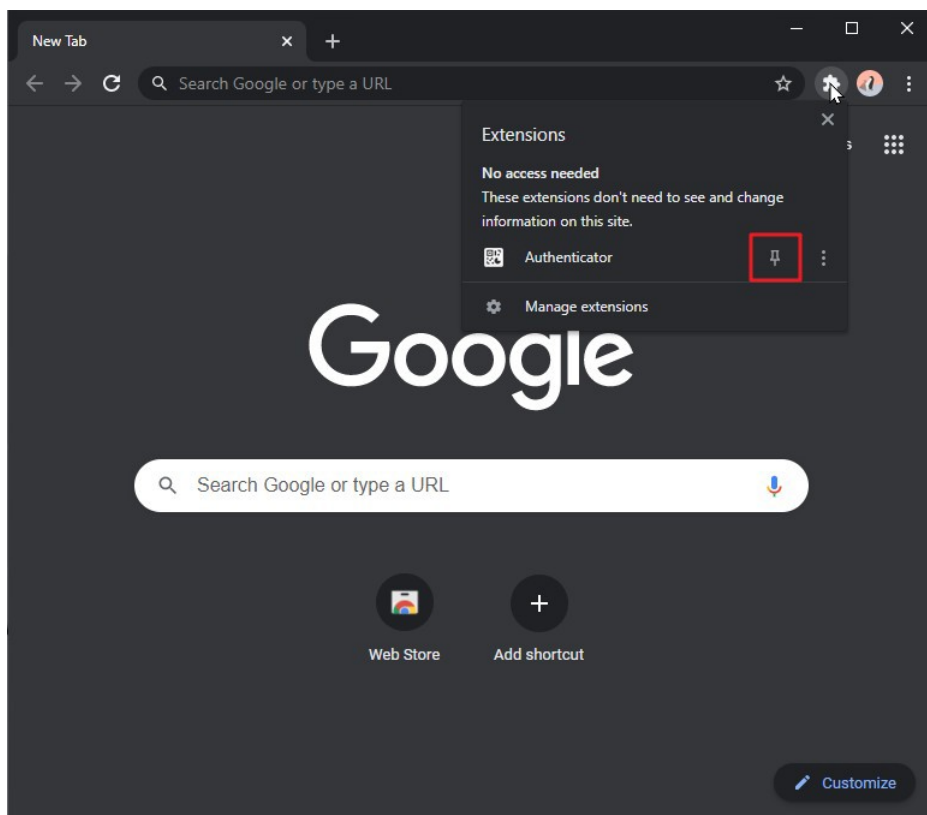 New Tab
Search Google or type a URL
Extensions
s
No access needed
These extensions don't need to see and change
information on this site.
Authenticator
Manage extensions
Google
Search Google or type a URL
Web Store
Add shortcut
Customize